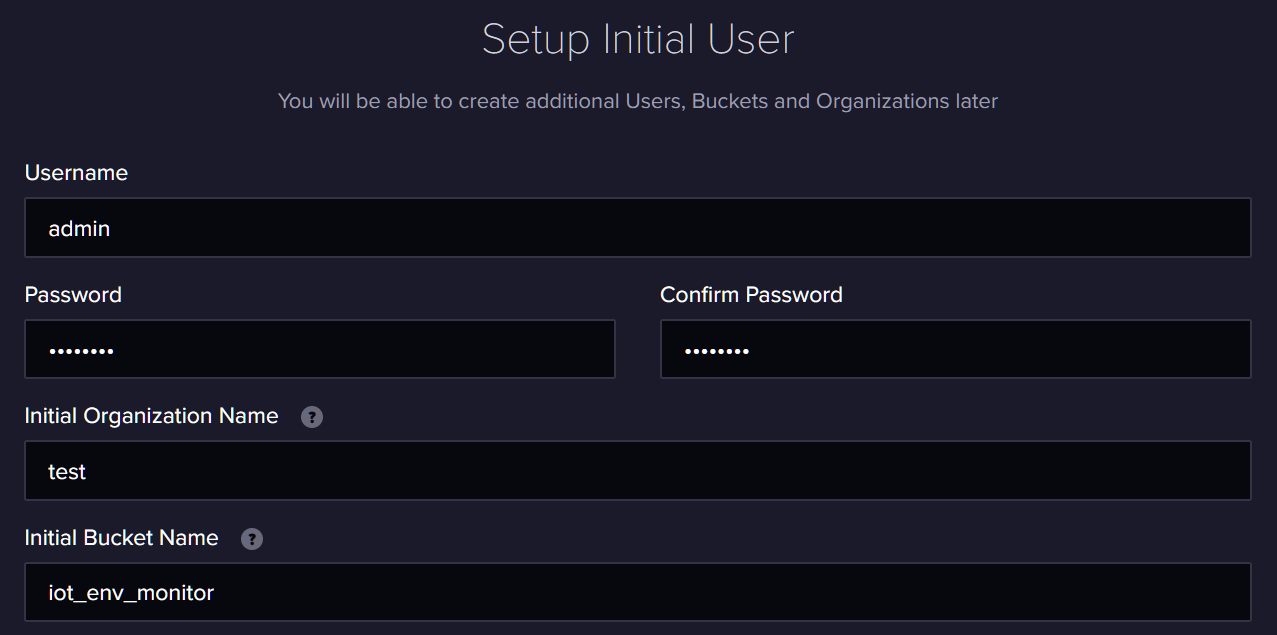 Setup Initial User
You will be able to create additional Users, Buckets and Organizations later
Username
admin
Password
Confirm Password
••••••••
••••••••
Initial Organization Name ?
test
Initial Bucket Name ?
iot_env_monitor